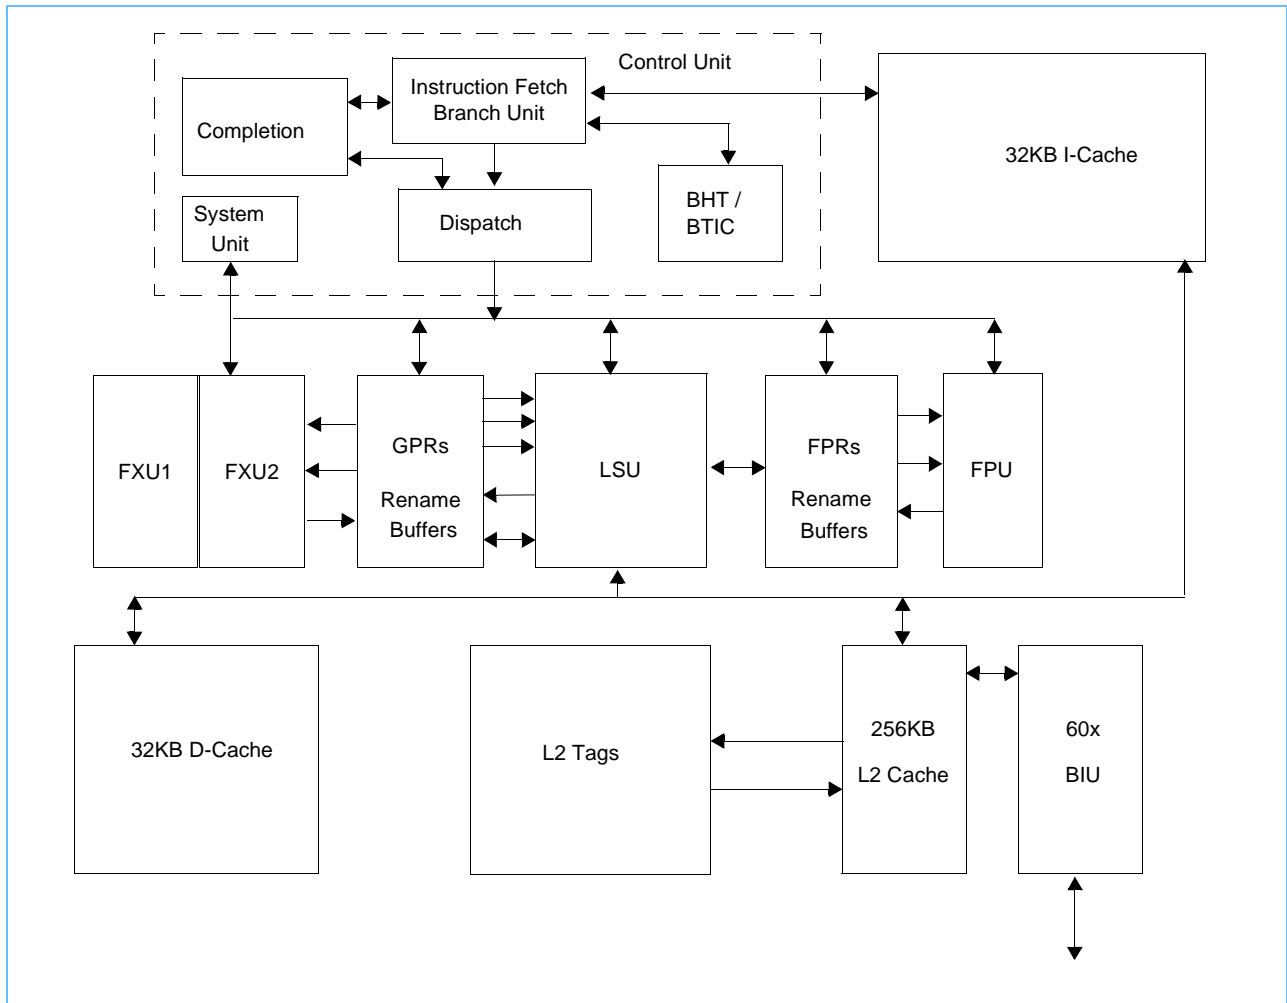 Control Unit
Instruction Fetch
Branch Unit
Completion
32KB I-Cache
System
Unit
Dispatch
BHT /
BTIC
FXU1
FXU2
GPRs
Rename
Buffers
LSU
FPRs
Rename
Buffers
FPU
32KB D-Cache
L2 Tags
256KB
L2 Cache
60x
BIU